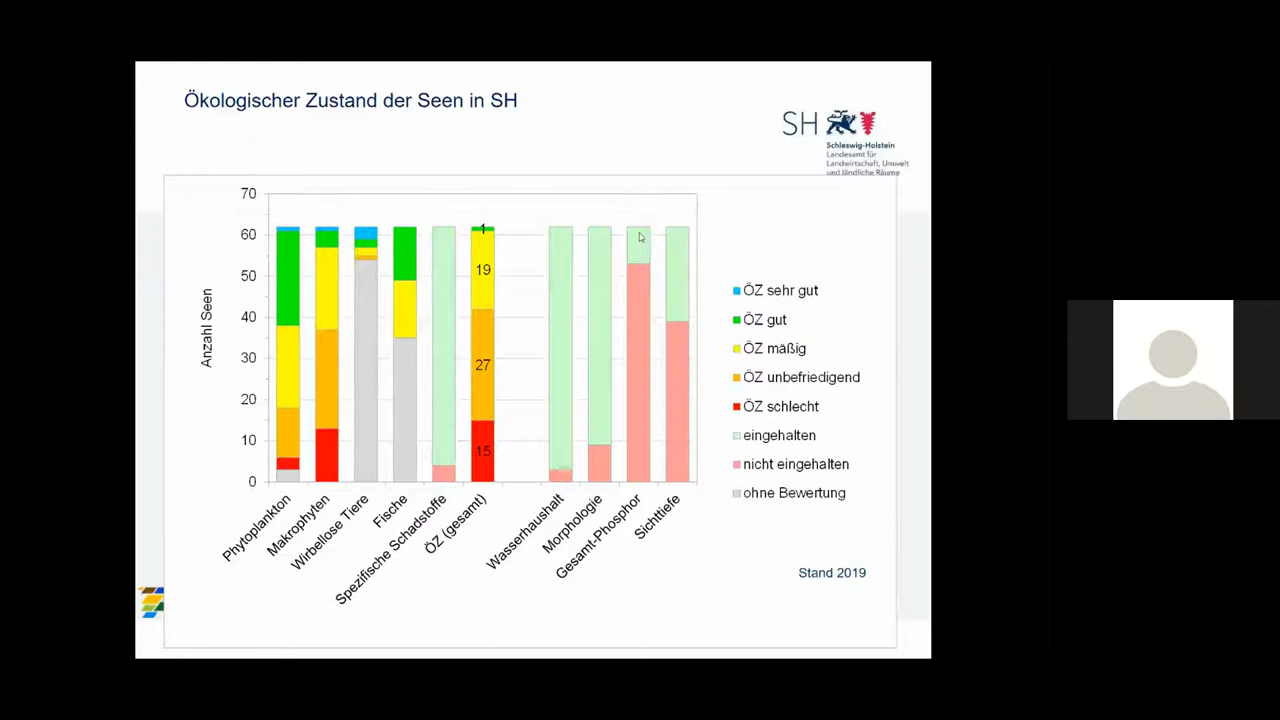 Ökologischer Zustand der Seen in SH
SH
Schleswig-Holstein
Landesamt für
Landwirtschaft, Umwelt
und ländliche Räume
70
60
50
40
30
20
10
0
Anzahl Seen
1
19
27
15
Phytoplankton
Makrophyten
Wirbellose Tiere
Fische
Spezifische Schadstoffe
ÖZ (gesamt)
Wasserhaushalt
Morphologie
Gesamt-Phosphor
Sichttiefe
ÖZ sehr gut
ÖZ gut
ÖZ mäßig
ÖZ unbefriedigend
ÖZ schlecht
eingehalten
nicht eingehalten
ohne Bewertung
Stand 2019